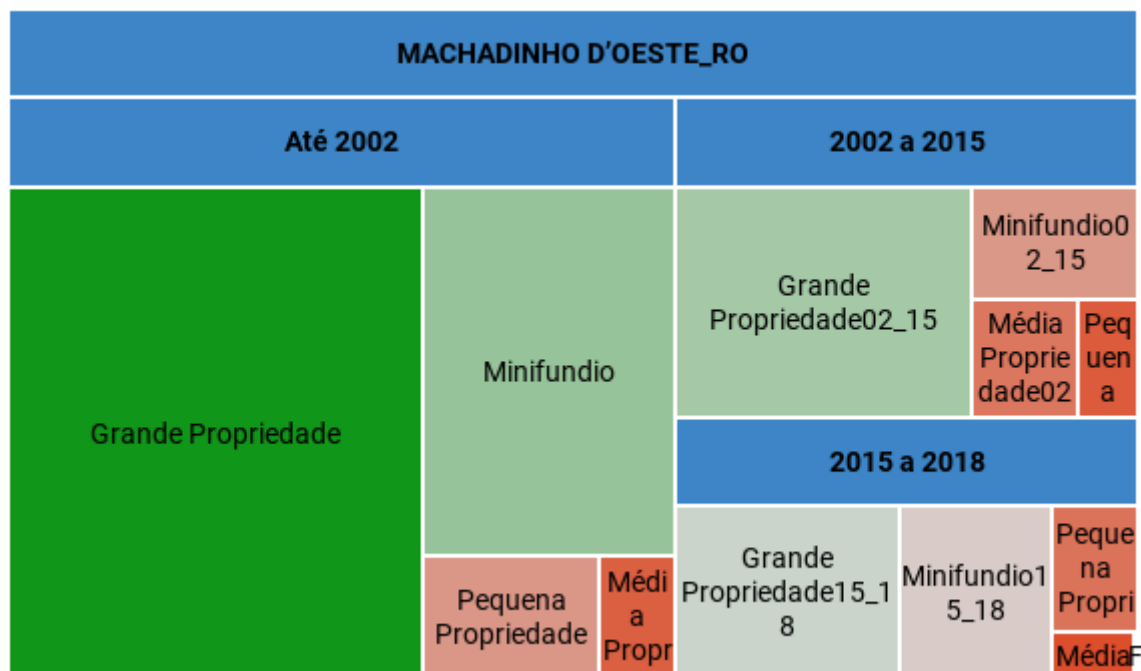 MACHADINHO D’OESTE_RO
Até 2002
2002 a 2015
Grande Propriedade
Minifundio
Pequena
Propriedade
Médi
a
Propr
Grande
Propriedade02_15
Minifundio0
2_15
Média
Proprie
dade02
Peq
uen
a
2015 a 2018
Grande
Propriedade15_1
8
Minifundio1
5_18
Peque
na
Propri
Média